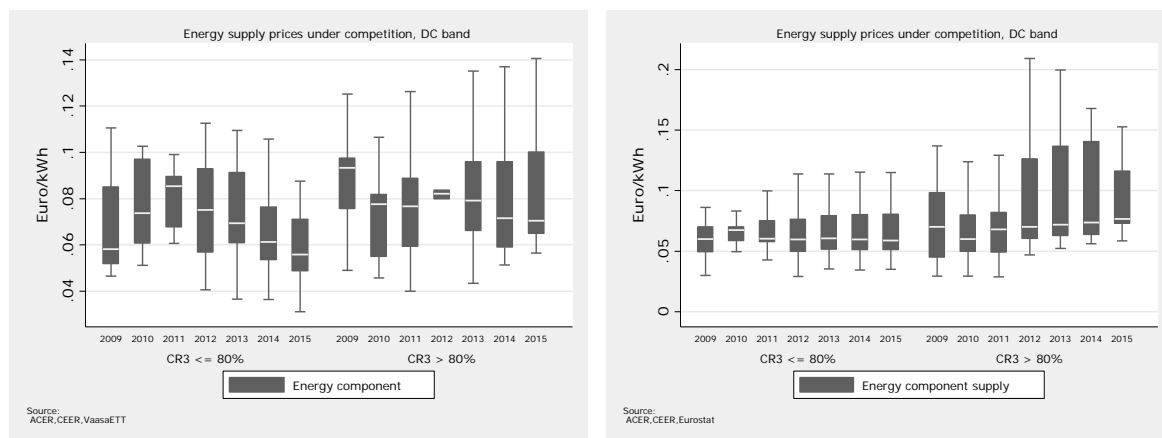 Energy supply prices under competition, DC band
Euro/kWh
.14
.12
.1
.08
.06
.04
2009 2010 2011 2012 2013 2014 2015 2009 2010 2011 2012 2013 2014 2015
CR3 <= 80% CR3 > 80%
Energy component
Source:
ACER,CEER,VaasaETT
Energy supply prices under competition, DC band
Euro/kWh
.2
.15
.1
.05
0
2009 2010 2011 2012 2013 2014 2015 2009 2010 2011 2012 2013 2014 2015
CR3 <= 80% CR3 > 80%
Energy component supply
Source:
ACER,CEER,Eurostat